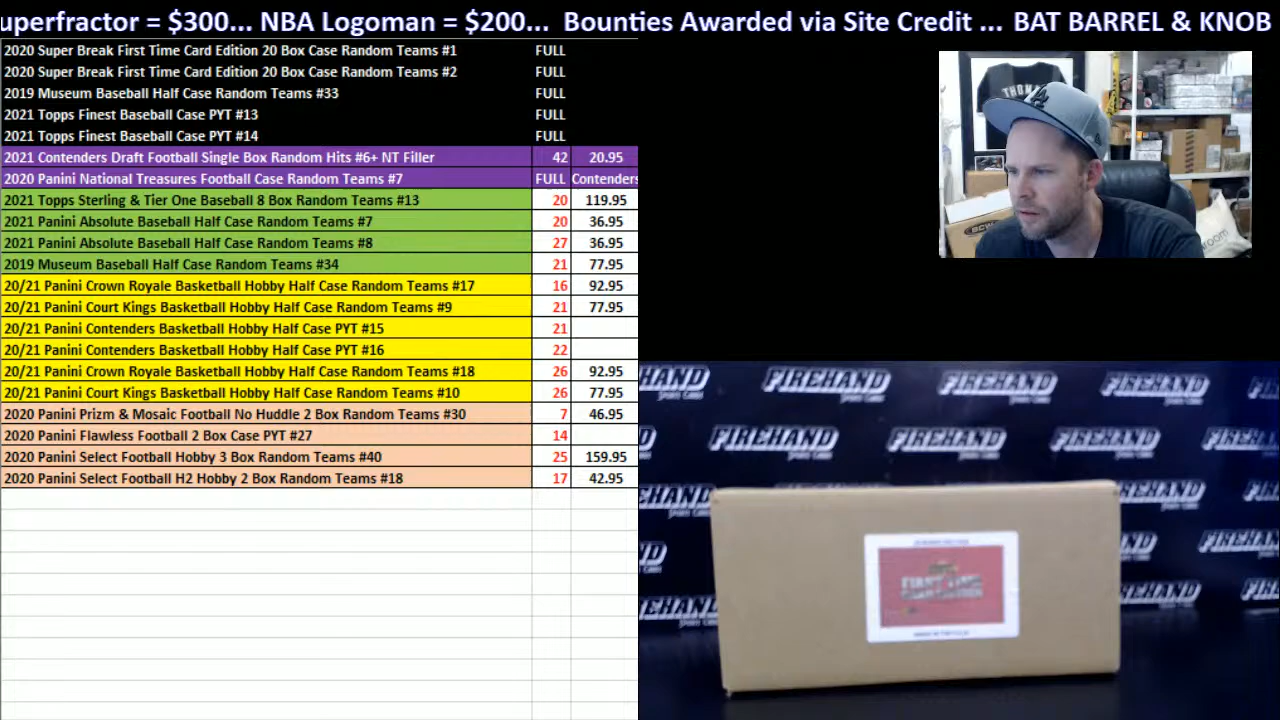 uperfractor = $300... NBA Logoman = $200... Bounties Awarded via Site Credit ... BAT BARREL & KNOB
2020 Super Break First Time Card Edition 20 Box Case Random Teams #1 FULL
2020 Super Break First Time Card Edition 20 Box Case Random Teams #2 FULL
2019 Museum Baseball Half Case Random Teams #33 FULL
2021 Topps Finest Baseball Case PYT #13 FULL
2021 Topps Finest Baseball Case PYT #14 FULL
2021 Contenders Draft Football Single Box Random Hits #6+ NT Filler 42 20.95
2020 Panini National Treasures Football Case Random Teams #7 FULL Contenders
2021 Topps Sterling & Tier One Baseball 8 Box Random Teams #13 20 119.95
2021 Panini Absolute Baseball Half Case Random Teams #7 20 36.95
2021 Panini Absolute Baseball Half Case Random Teams #8 27 36.95
2019 Museum Baseball Half Case Random Teams #34 21 77.95
20/21 Panini Crown Royale Basketball Hobby Half Case Random Teams #17 16 92.95
20/21 Panini Court Kings Basketball Hobby Half Case Random Teams #9 21 77.95
20/21 Panini Contenders Basketball Hobby Half Case PYT #15 21
20/21 Panini Contenders Basketball Hobby Half Case PYT #16 22
20/21 Panini Crown Royale Basketball Hobby Half Case Random Teams #18 26 92.95
20/21 Panini Court Kings Basketball Hobby Half Case Random Teams #10 26 77.95
2020 Panini Prizm & Mosaic Football No Huddle 2 Box Random Teams #30 7 46.95
2020 Panini Flawless Football 2 Box Case PYT #27 14
2020 Panini Select Football Hobby 3 Box Random Teams #40 25 159.95
2020 Panini Select Football H2 Hobby 2 Box Random Teams #18 17 42.95
THOM
BCW
room
FIREHAND
SPORTS CARDS
FIRST TIME